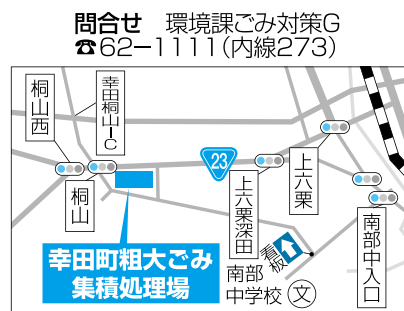 問合せ　環境課ごみ対策G
☎62−1111(内線273)
桐山西
幸田桐山IC
桐山
23
上六栗深田
上六栗
南部中入口
看板
南部
中学校 文
幸田町粗大ごみ
集積処理場